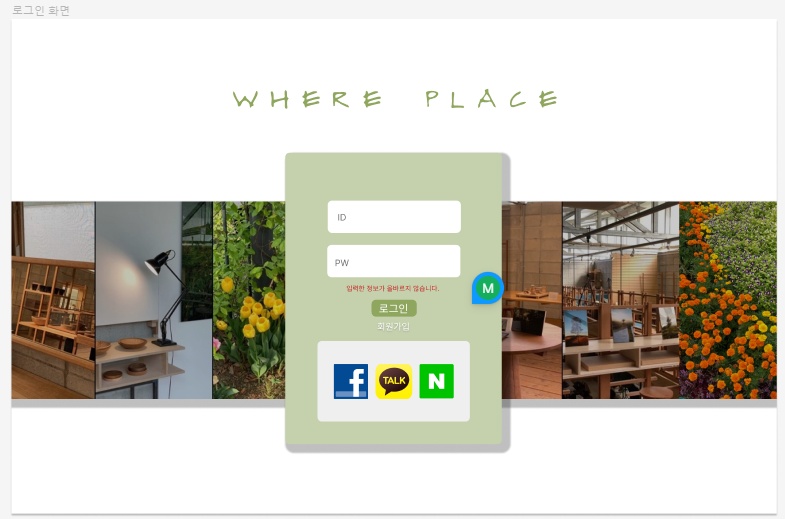 로그인 화면
WHERE PLACE
ID
PW
입력한 정보가 올바르지 않습니다.
로그인
회원가입
M
f TALK N